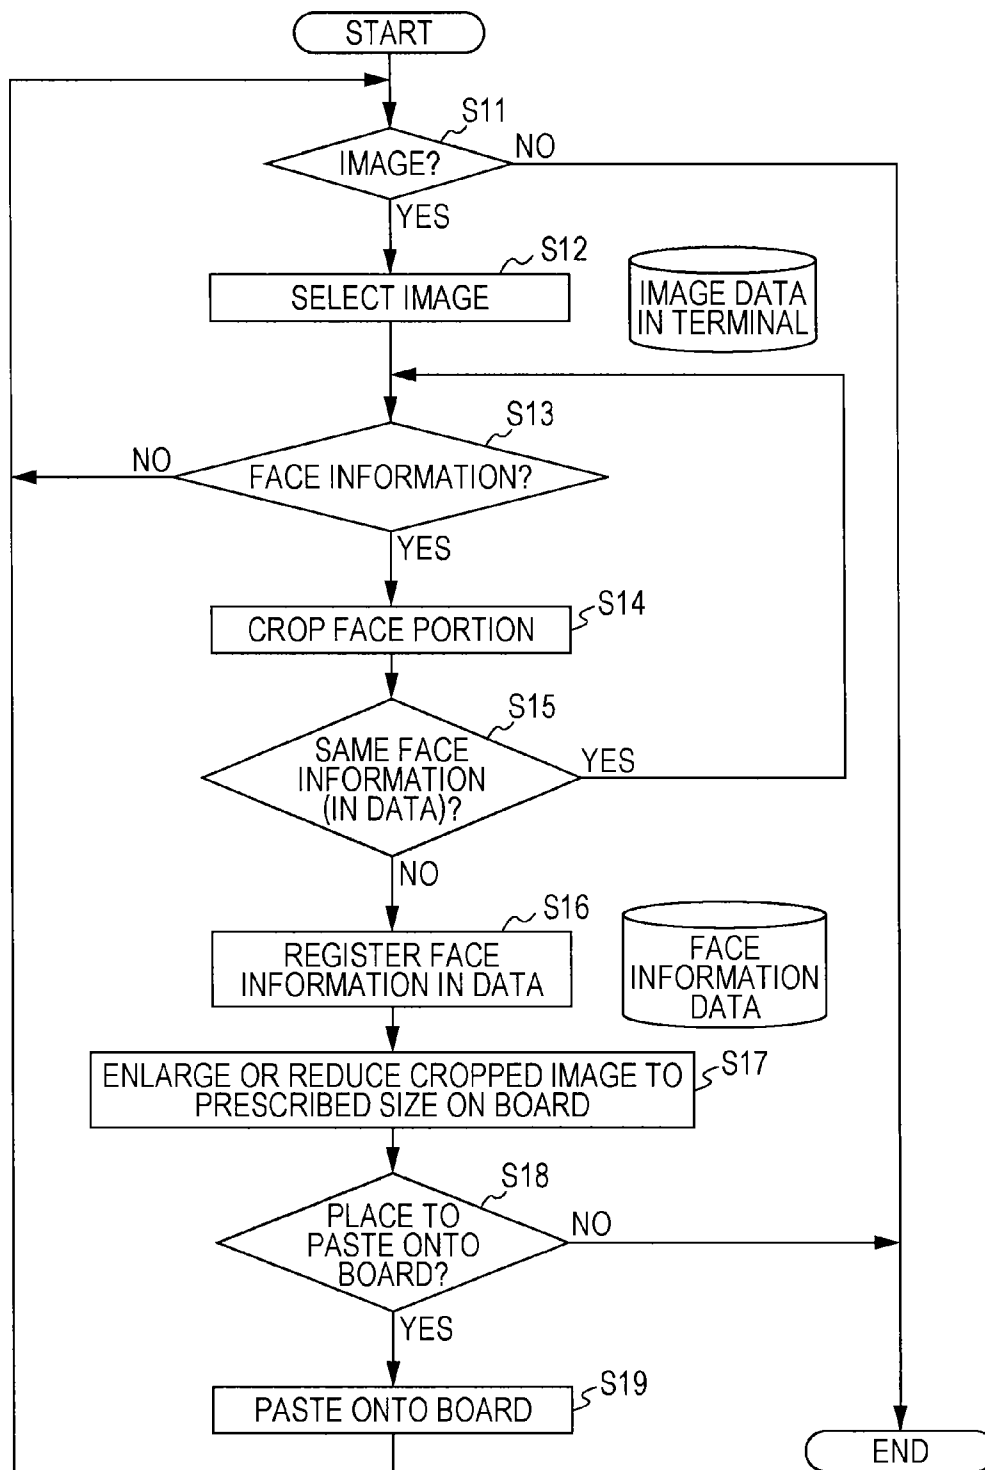 START
S11
IMAGE?
NO
YES
S12
SELECT IMAGE
IMAGE DATA
IN TERMINAL
S13
NO
FACE INFORMATION?
YES
S14
CROP FACE PORTION
S15
SAME FACE
INFORMATION
(IN DATA)?
YES
NO
S16
REGISTER FACE
INFORMATION IN DATA
FACE
INFORMATION
DATA
S17
ENLARGE OR REDUCE CROPPED IMAGE TO
PRESCRIBED SIZE ON BOARD
S18
PLACE TO
PASTE ONTO
BOARD?
NO
YES
S19
PASTE ONTO BOARD
END